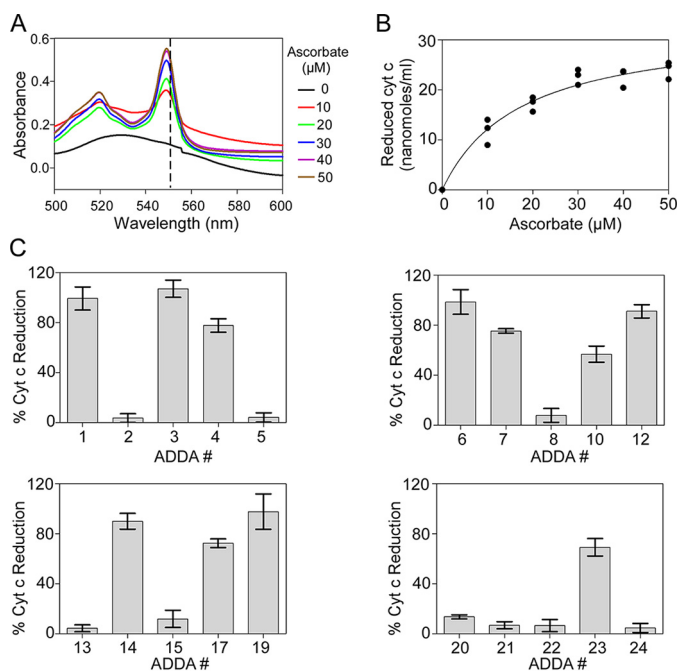 A
Absorbance
0.6
0.4
0.2
0.0
500 520 540 560 580 600
Wavelength (nm)
Ascorbate
(µM)
0
10
20
30
40
50
B
Reduced cyt c
(nanomoles/ml)
30
20
10
0
0 10 20 30 40 50
Ascorbate (µM)
C
% Cyt c Reduction
120
80
40
0
1 2 3 4 5
ADDA #
% Cyt c Reduction
120
80
40
0
6 7 8 10 12
ADDA #
% Cyt c Reduction
120
80
40
0
13 14 15 17 19
ADDA #
% Cyt c Reduction
120
80
40
0
20 21 22 23 24
ADDA #